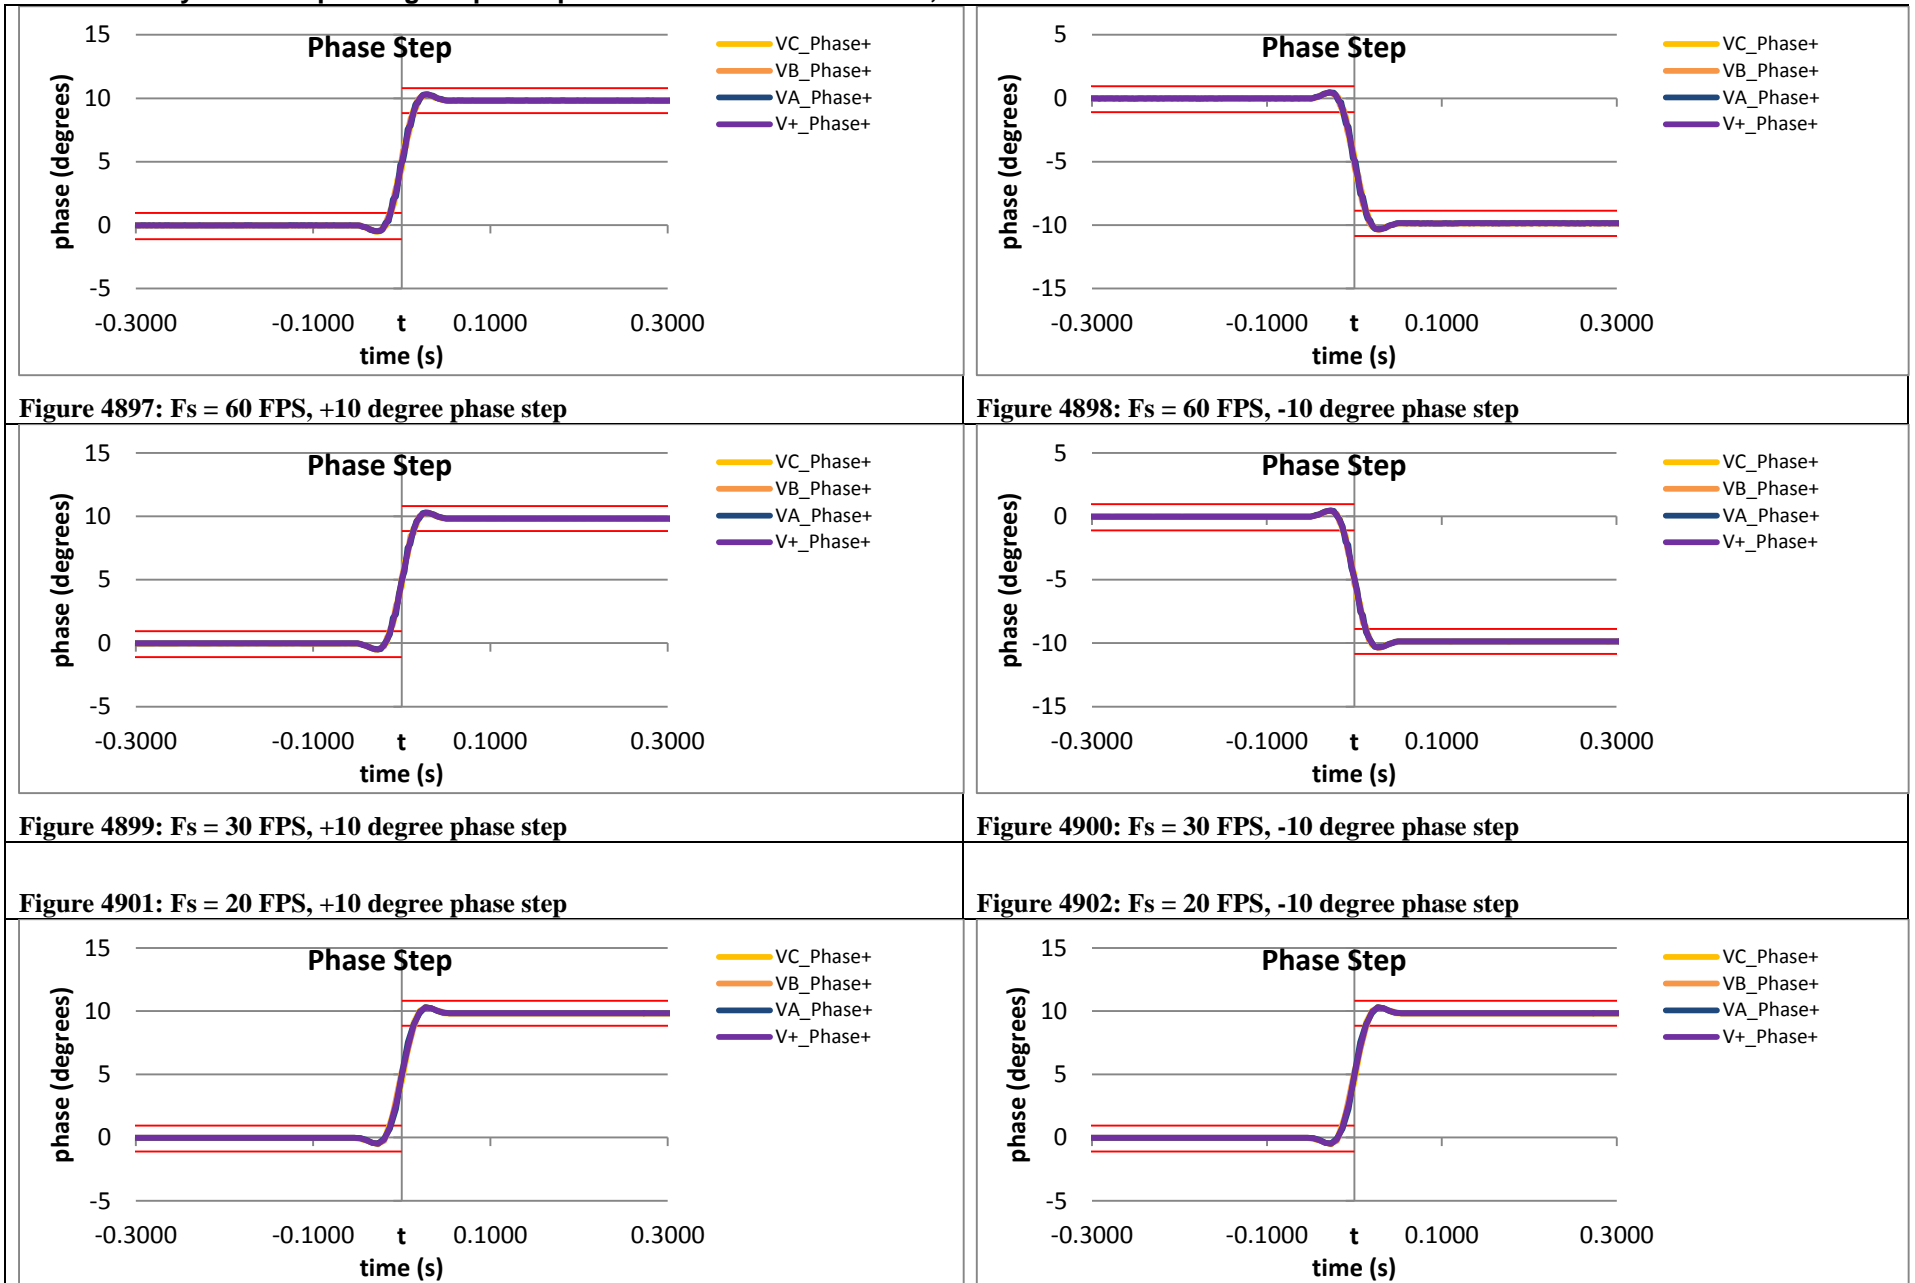 Phase Step
15
10
5
0
-5
phase (degrees)
-0.3000 -0.1000 t 0.1000 0.3000
time (s)
VC_Phase+
VB_Phase+
VA_Phase+
V+_Phase+
Phase Step
5
0
-5
-10
-15
phase (degrees)
-0.3000 -0.1000 t 0.1000 0.3000
time (s)
VC_Phase+
VB_Phase+
VA_Phase+
V+_Phase+
Figure 4897: Fs = 60 FPS, +10 degree phase step
Figure 4898: Fs = 60 FPS, -10 degree phase step
Phase Step
15
10
5
0
-5
phase (degrees)
-0.3000 -0.1000 t 0.1000 0.3000
time (s)
VC_Phase+
VB_Phase+
VA_Phase+
V+_Phase+
Phase Step
5
0
-5
-10
-15
phase (degrees)
-0.3000 -0.1000 t 0.1000 0.3000
time (s)
VC_Phase+
VB_Phase+
VA_Phase+
V+_Phase+
Figure 4899: Fs = 30 FPS, +10 degree phase step
Figure 4900: Fs = 30 FPS, -10 degree phase step
Figure 4901: Fs = 20 FPS, +10 degree phase step
Figure 4902: Fs = 20 FPS, -10 degree phase step
Phase Step
15
10
5
0
-5
phase (degrees)
-0.3000 -0.1000 t 0.1000 0.3000
time (s)
VC_Phase+
VB_Phase+
VA_Phase+
V+_Phase+
Phase Step
15
10
5
0
-5
phase (degrees)
-0.3000 -0.1000 t 0.1000 0.3000
time (s)
VC_Phase+
VB_Phase+
VA_Phase+
V+_Phase+